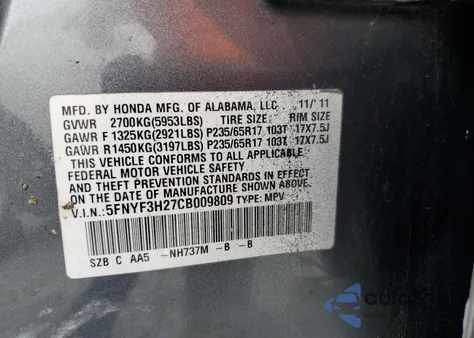 MFD. BY HONDA MFG. OF ALABAMA, LLC 11/'11
GVWR 2700KG(5953LBS) TIRE SIZE RIM SIZE
GAWR F 1325KG(2921LBS) P235/65R17 103T 17X7.5J
GAWR R1450KG(3197LBS) P235/65R17 103T 17X7.5J
THIS VEHICLE CONFORMS TO ALL APPLICABLE
FEDERAL MOTOR VEHICLE SAFETY
AND THEFT PREVENTION STANDARDS IN EFFECT ON
THE DATE OF MANUFACTURE SHOWN ABOVE.
V.I.N.:5FNYF3H27CB009809 TYPE: MPV
SZB C AA5 -NH737M -B -B